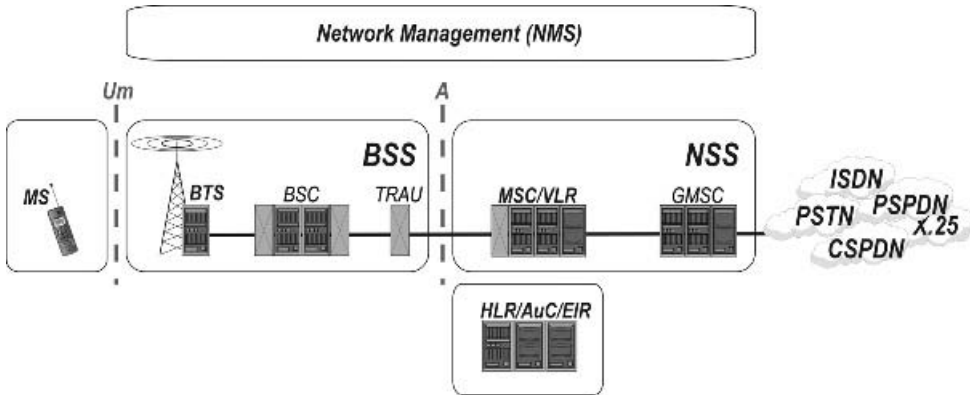 Network Management (NMS)
Um
A
BSS
NSS
MS
BTS
BSC
TRAU
MSC/VLR
GMSC
ISDN
PSTN
PSPDN
X.25
CSPDN
HLR/AuC/EIR